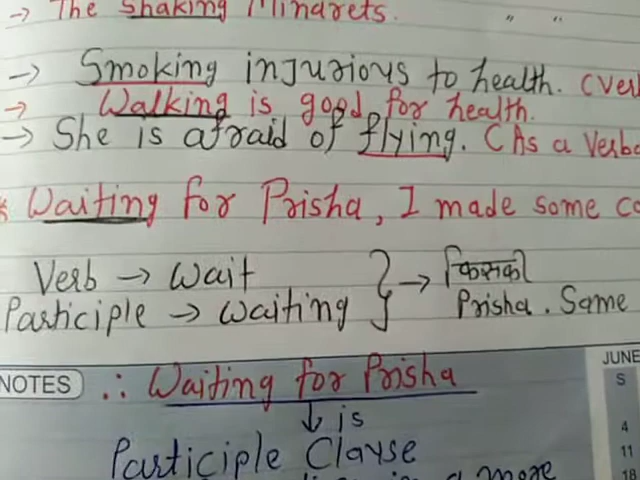 → The Shaking Minarets. " "
→ Smoking injurious to health. (Ver
→ Walking is good for health.
→ She is afraid of flying. (As a Verba
* Waiting for Prisha, I made some co
Verb → Wait
Participle → Waiting } → किसकी
Prisha. Same
NOTES ∴ Waiting for Prisha
↓ is
Participle Clause
more
JUNE
S
4
11
18